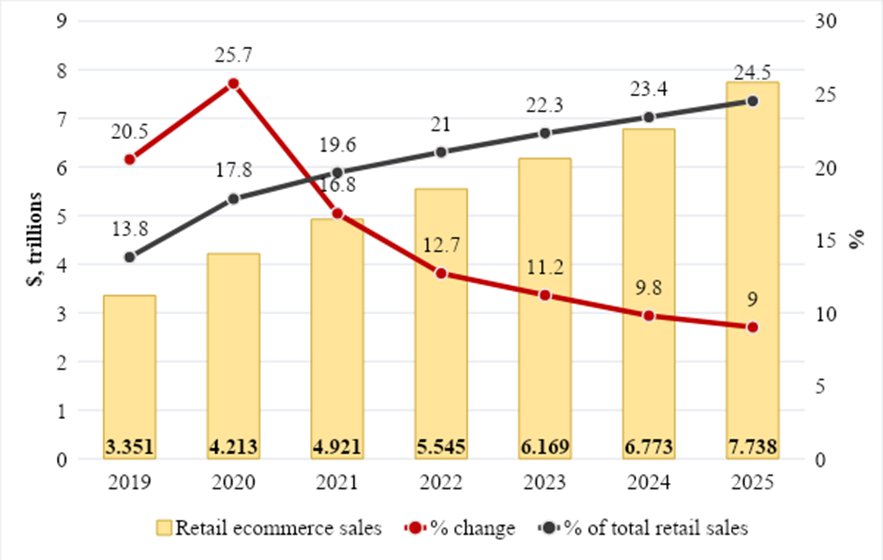 9 30
25.7
8 24.5
23.4 25
22.3
7 20.5 21
19.6
6 17.8 20
16.8
5
13.8 15
$, trillions %
4 12.7
11.2
3 9.8 9 10
2
5
1
3.351 4.213 4.921 5.545 6.169 6.773 7.738
0 0
2019 2020 2021 2022 2023 2024 2025
Retail ecommerce sales % change % of total retail sales